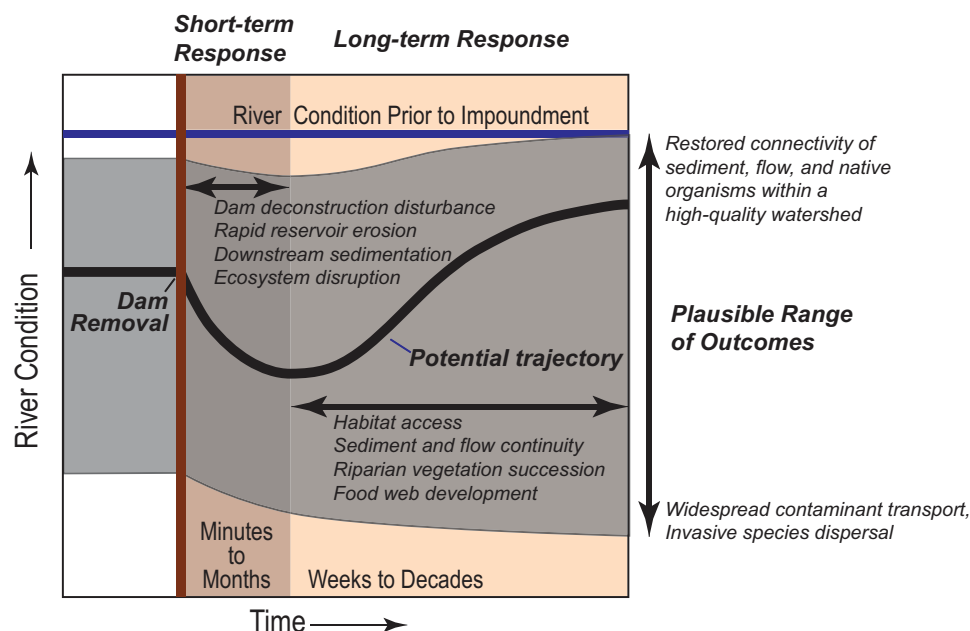 Short-term
Response
Long-term Response
River Condition Prior to Impoundment
Restored connectivity of
sediment, flow, and native
organisms within a
high-quality watershed
Dam deconstruction disturbance
Rapid reservoir erosion
Downstream sedimentation
Ecosystem disruption
River Condition
Dam
Removal
Plausible Range
of Outcomes
Potential trajectory
Habitat access
Sediment and flow continuity
Riparian vegetation succession
Food web development
Widespread contaminant transport,
Invasive species dispersal
Minutes
to
Months
Weeks to Decades
Time